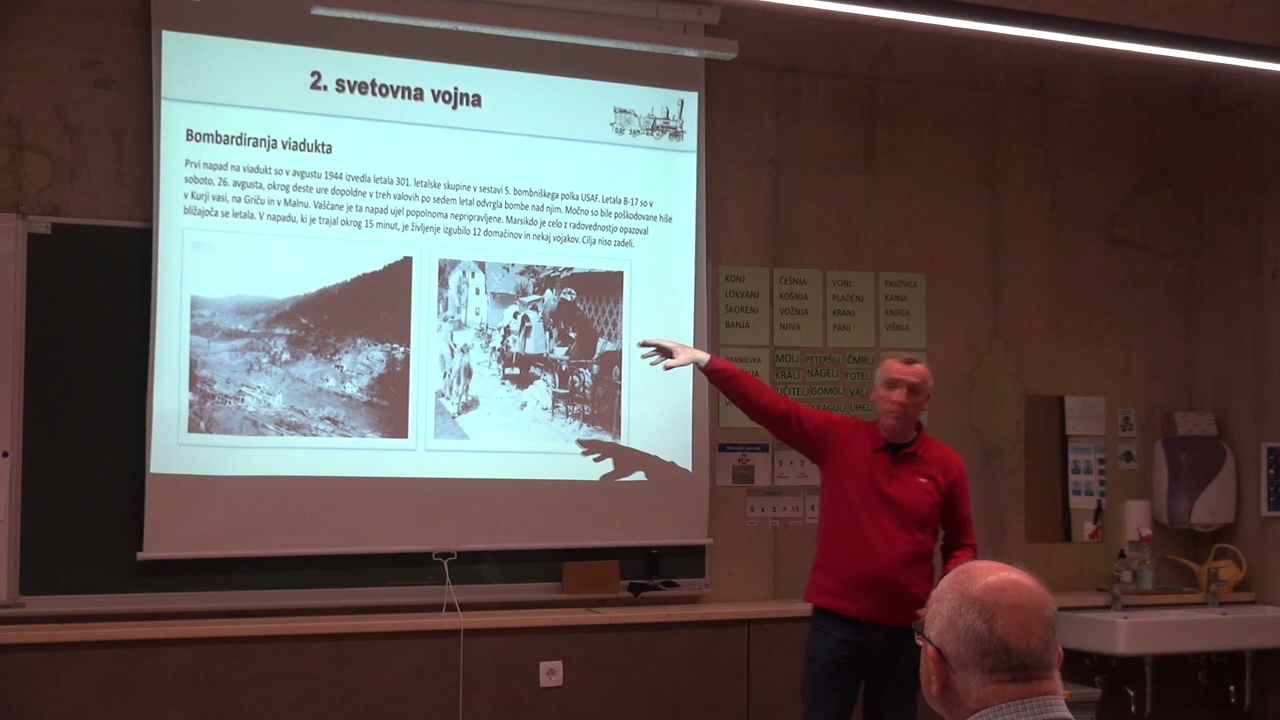 2. svetovna vojna
Bombardiranja viadukta
Prvi napad na viadukt so v avgustu 1944 izvedla letala 301. letalske skupine v sestavi 5. bombniškega polka USAF. Letala B-17 so v
soboto, 26. avgusta, okrog deste ure dopoldne v treh valovih po sedem letal odvrgla bombe nad njim. Močno so bile poškodovane hiše
v Kurji vasi, na Griču in v Malnu. Vaščane je ta napad ujel popolnoma nepripravljene. Marsikdo je celo z radovednostjo opazoval
bližajoča se letala. V napadu, ki je trajal okrog 15 minut, je življenje izgubilo 12 domačinov in nekaj vojakov. Cilja niso zadeli.
KONJ
LOKVANJ
ŠKORENJ
BANJA
ČEŠNJA
KOŠNJA
VOŽNJA
NJIVA
VONJ
PLADENJ
KRANJ
PANJ
KNJIŽNICA
KANJA
KNJIGA
VIŠNJA
MOLJ
PETERŠILJ
ČMRLJ
KRALJ
NAGELJ
FOTELJ
UČITELJ